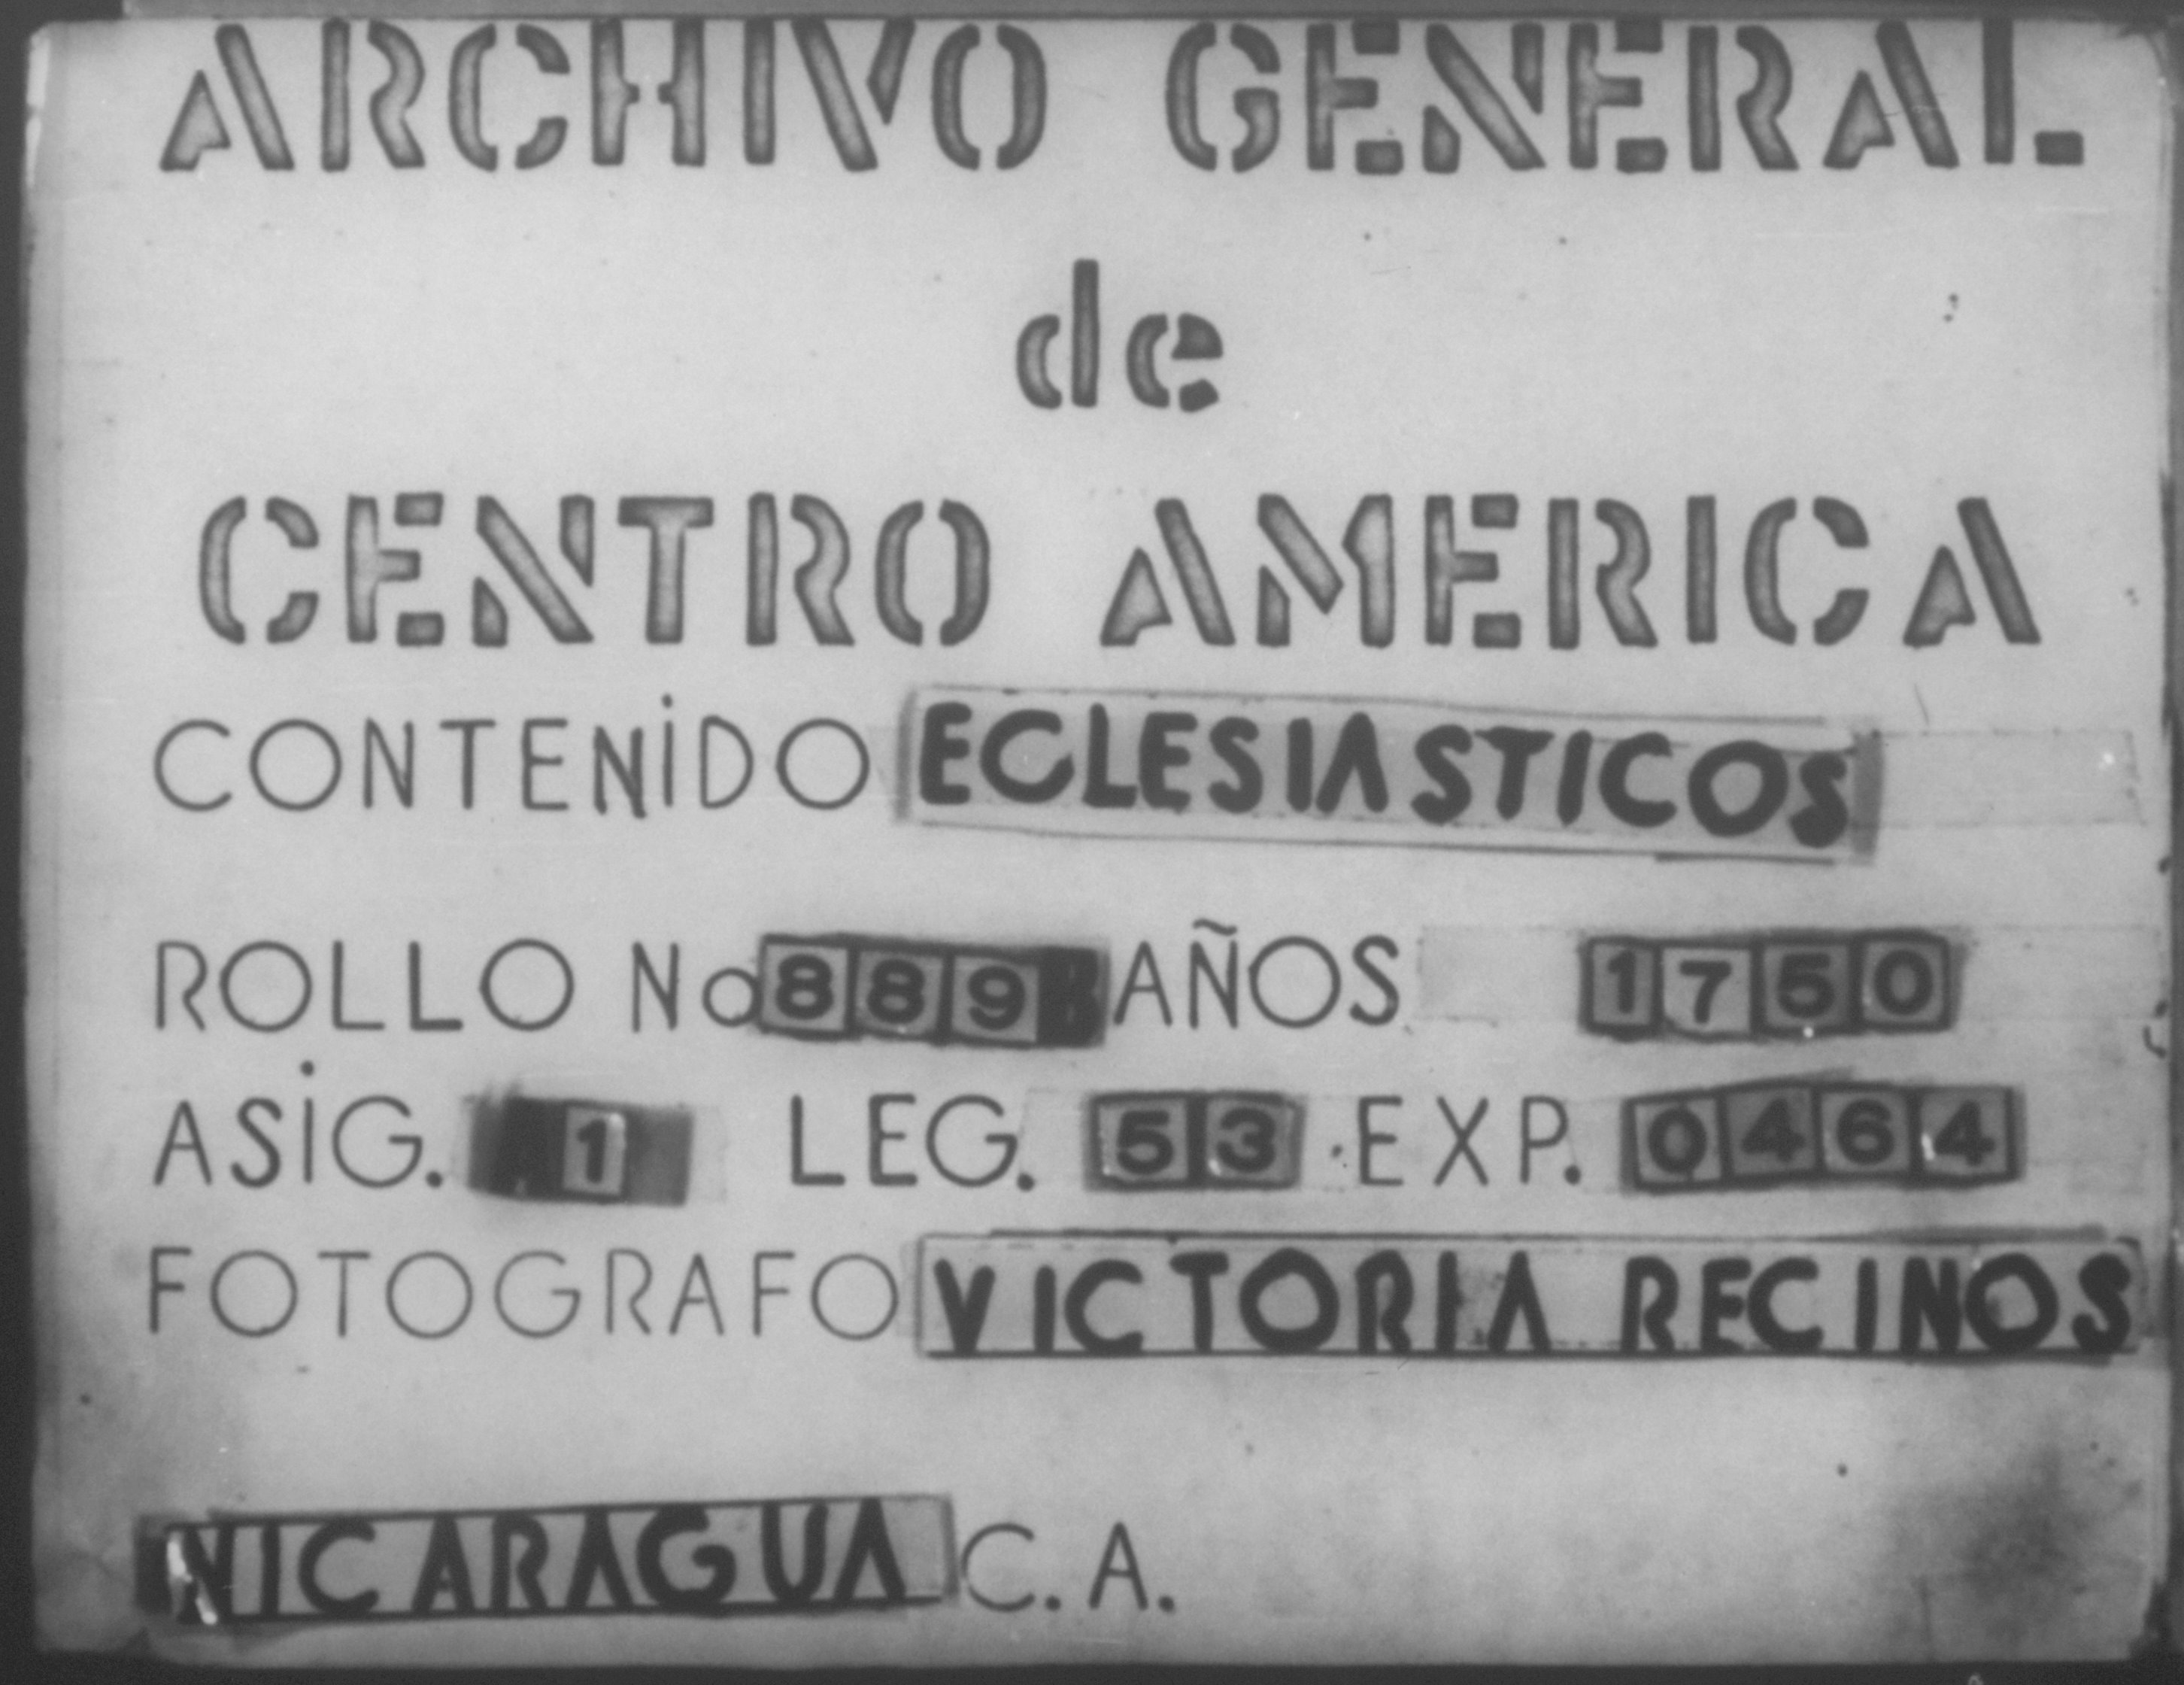 ARCHIVO GENERAL
de
CENTRO AMERICA
CONTENIDO ECLESIASTICOS
ROLLO No 889 AÑOS 1750
ASIG. 1 LEG. 53 EXP. 0464
FOTOGRAFO VICTORIA RECINOS
NICARAGUA C.A.